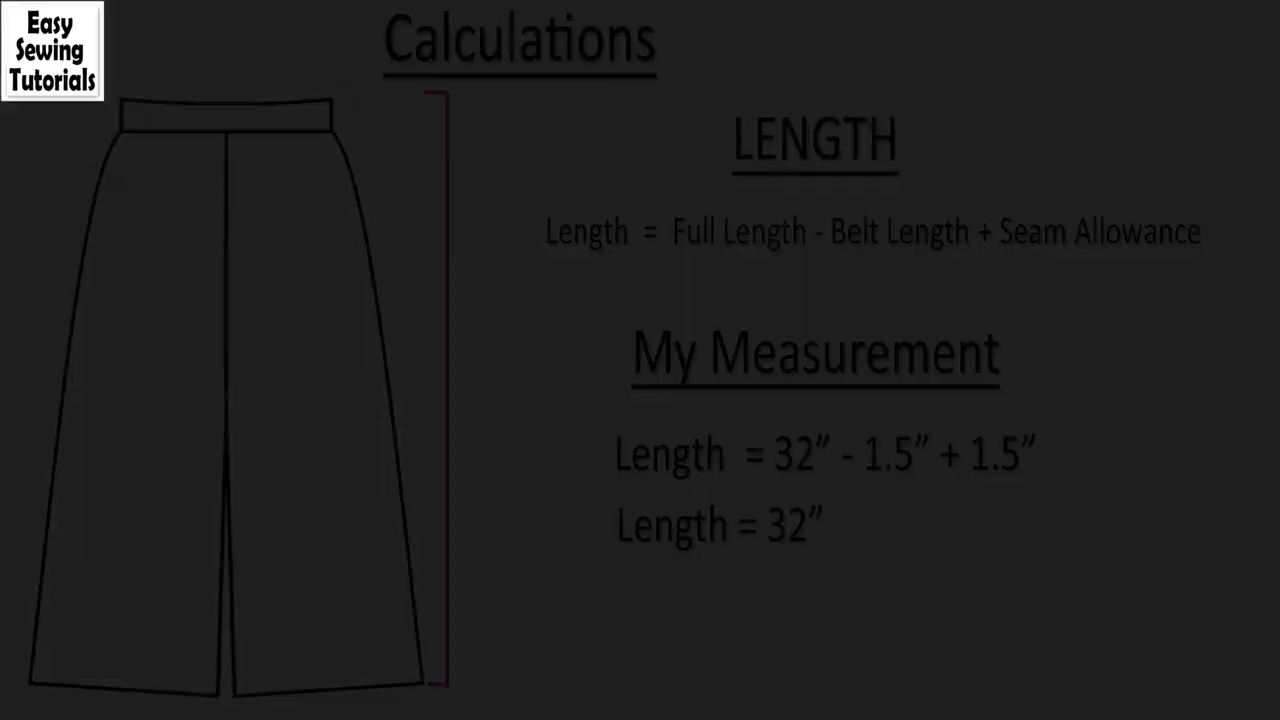 Easy
Sewing
Tutorials
Calculations
LENGTH
Length = Full Length - Belt Length + Seam Allowance
My Measurement
Length = 32” - 1.5” + 1.5”
Length = 32”